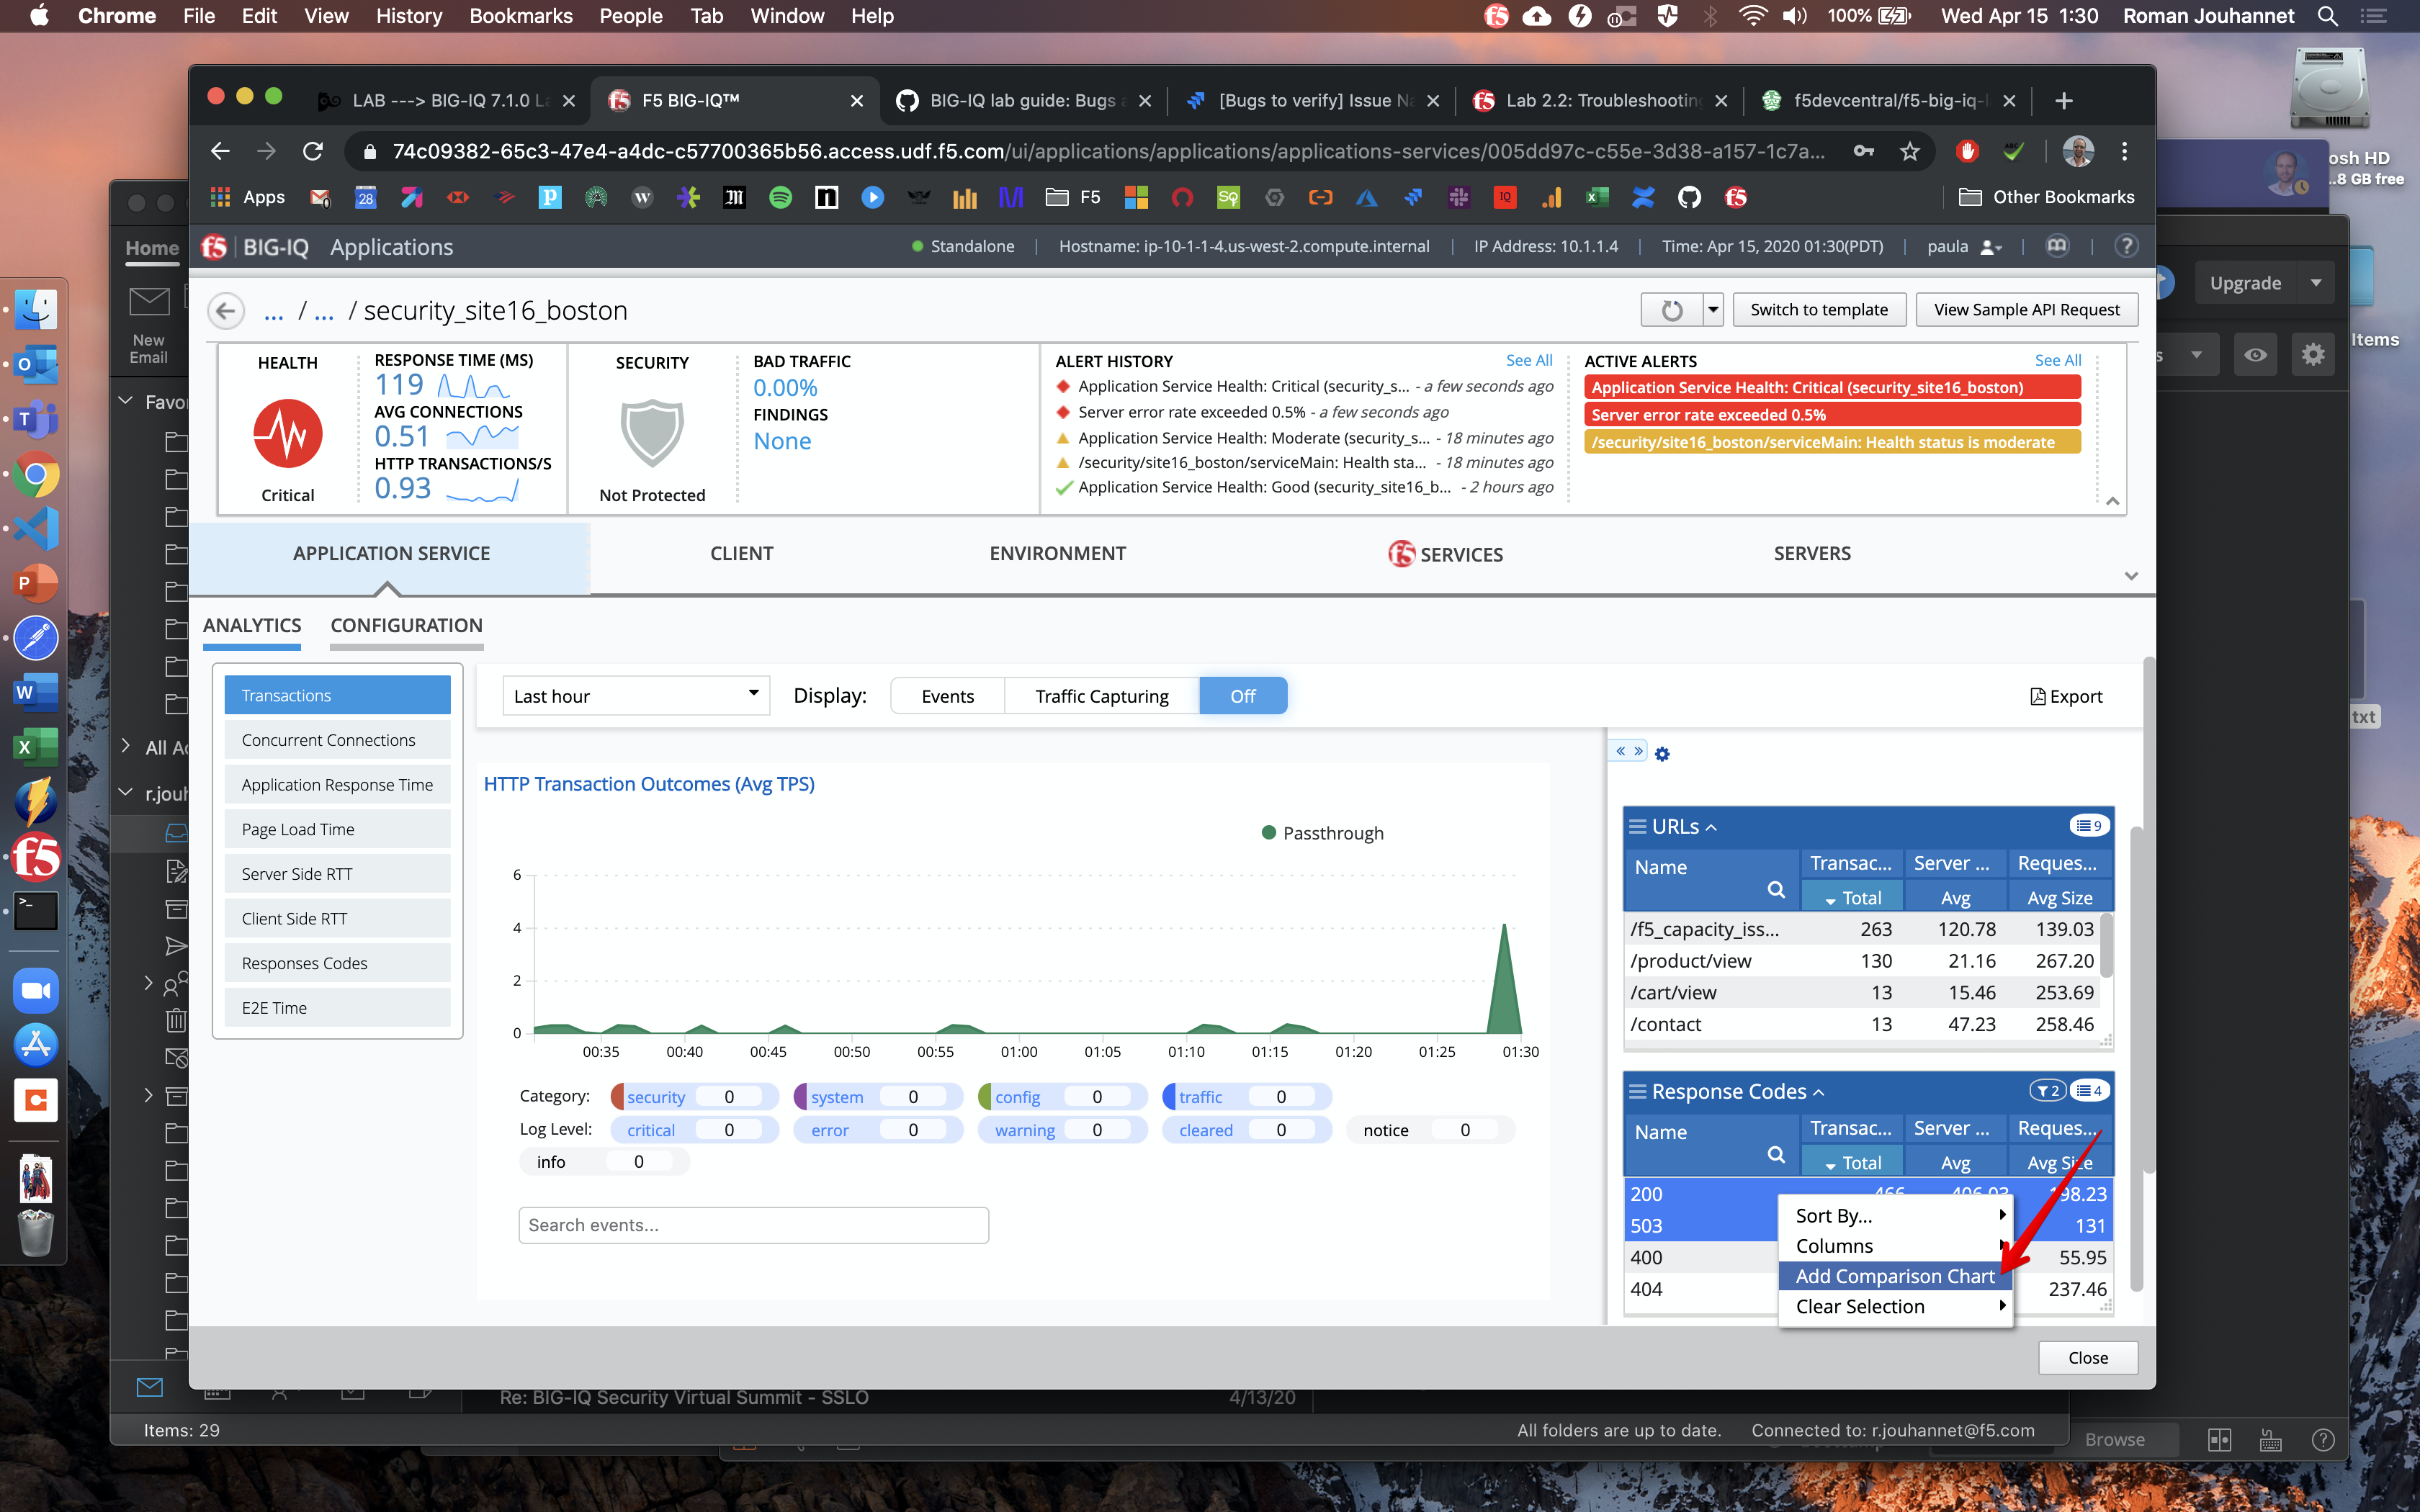 Chrome File Edit View History Bookmarks People Tab Window Help
100% Wed Apr 15 1:30 Roman Jouhannet
LAB ---> BIG-IQ 7.1.0 La
F5 BIG-IQ™
BIG-IQ lab guide: Bugs a
[Bugs to verify] Issue Na
Lab 2.2: Troubleshooting
f5devcentral/f5-big-iq-l
74c09382-65c3-47e4-a4dc-c57700365b56.access.udf.f5.com/ui/applications/applications/applications-services/005dd97c-c55e-3d38-a157-1c7a...
Apps
F5
Other Bookmarks
osh HD
..8 GB free
Home
f5 BIG-IQ Applications
Standalone
Hostname: ip-10-1-1-4.us-west-2.compute.internal
IP Address: 10.1.1.4
Time: Apr 15, 2020 01:30(PDT)
paula
Upgrade
New
Email
... / ... / security_site16_boston
Switch to template
View Sample API Request
Items
HEALTH
Critical
RESPONSE TIME (MS)
119
AVG CONNECTIONS
0.51
HTTP TRANSACTIONS/S
0.93
SECURITY
Not Protected
BAD TRAFFIC
0.00%
FINDINGS
None
ALERT HISTORY See All
Application Service Health: Critical (security_s... - a few seconds ago
Server error rate exceeded 0.5% - a few seconds ago
Application Service Health: Moderate (security_s... - 18 minutes ago
/security/site16_boston/serviceMain: Health sta... - 18 minutes ago
Application Service Health: Good (security_site16_b... - 2 hours ago
ACTIVE ALERTS See All
Application Service Health: Critical (security_site16_boston)
Server error rate exceeded 0.5%
/security/site16_boston/serviceMain: Health status is moderate
Favor
All Ac
r.jouh
APPLICATION SERVICE CLIENT ENVIRONMENT f5 SERVICES SERVERS
ANALYTICS CONFIGURATION
Transactions
Concurrent Connections
Application Response Time
Page Load Time
Server Side RTT
Client Side RTT
Responses Codes
E2E Time
Last hour
Display: Events Traffic Capturing Off
Export
txt
HTTP Transaction Outcomes (Avg TPS)
Passthrough
6
4
2
0
00:35 00:40 00:45 00:50 00:55 01:00 01:05 01:10 01:15 01:20 01:25 01:30
Category: security 0 system 0 config 0 traffic 0
Log Level: critical 0 error 0 warning 0 cleared 0 notice 0
info 0
Search events...
URLs 9
Name Transac... Server ... Reques...
Total Avg Avg Size
/f5_capacity_iss... 263 120.78 139.03
/product/view 130 21.16 267.20
/cart/view 13 15.46 253.69
/contact 13 47.23 258.46
Response Codes 2 4
Name Transac... Server ... Reques...
Total Avg Avg Size
200 466 406.03 198.23
503 131
400 55.95
404 237.46
Sort By...
Columns
Add Comparison Chart
Clear Selection
Close
Re: BIG-IQ Security Virtual Summit - SSLO 4/13/20
Items: 29
All folders are up to date. Connected to: r.jouhannet@f5.com
Browse